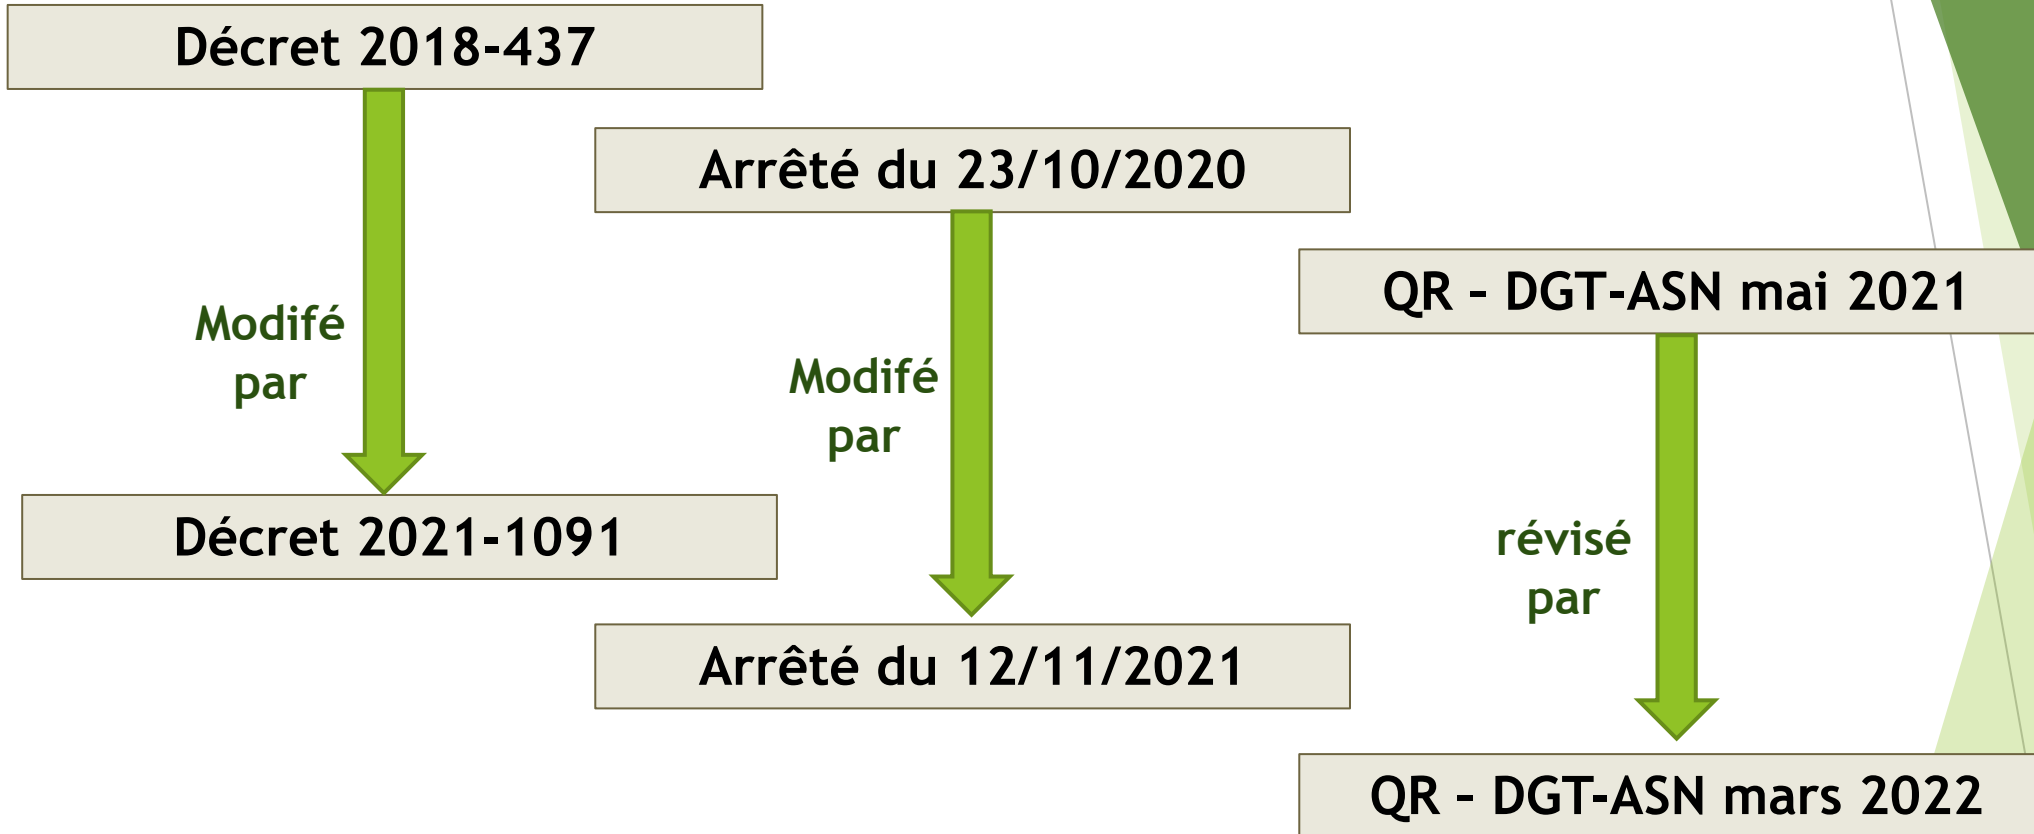 Décret 2018-437
Modifé
par
Décret 2021-1091
Arrêté du 23/10/2020
Modifé
par
Arrêté du 12/11/2021
QR – DGT-ASN mai 2021
révisé
par
QR – DGT-ASN mars 2022